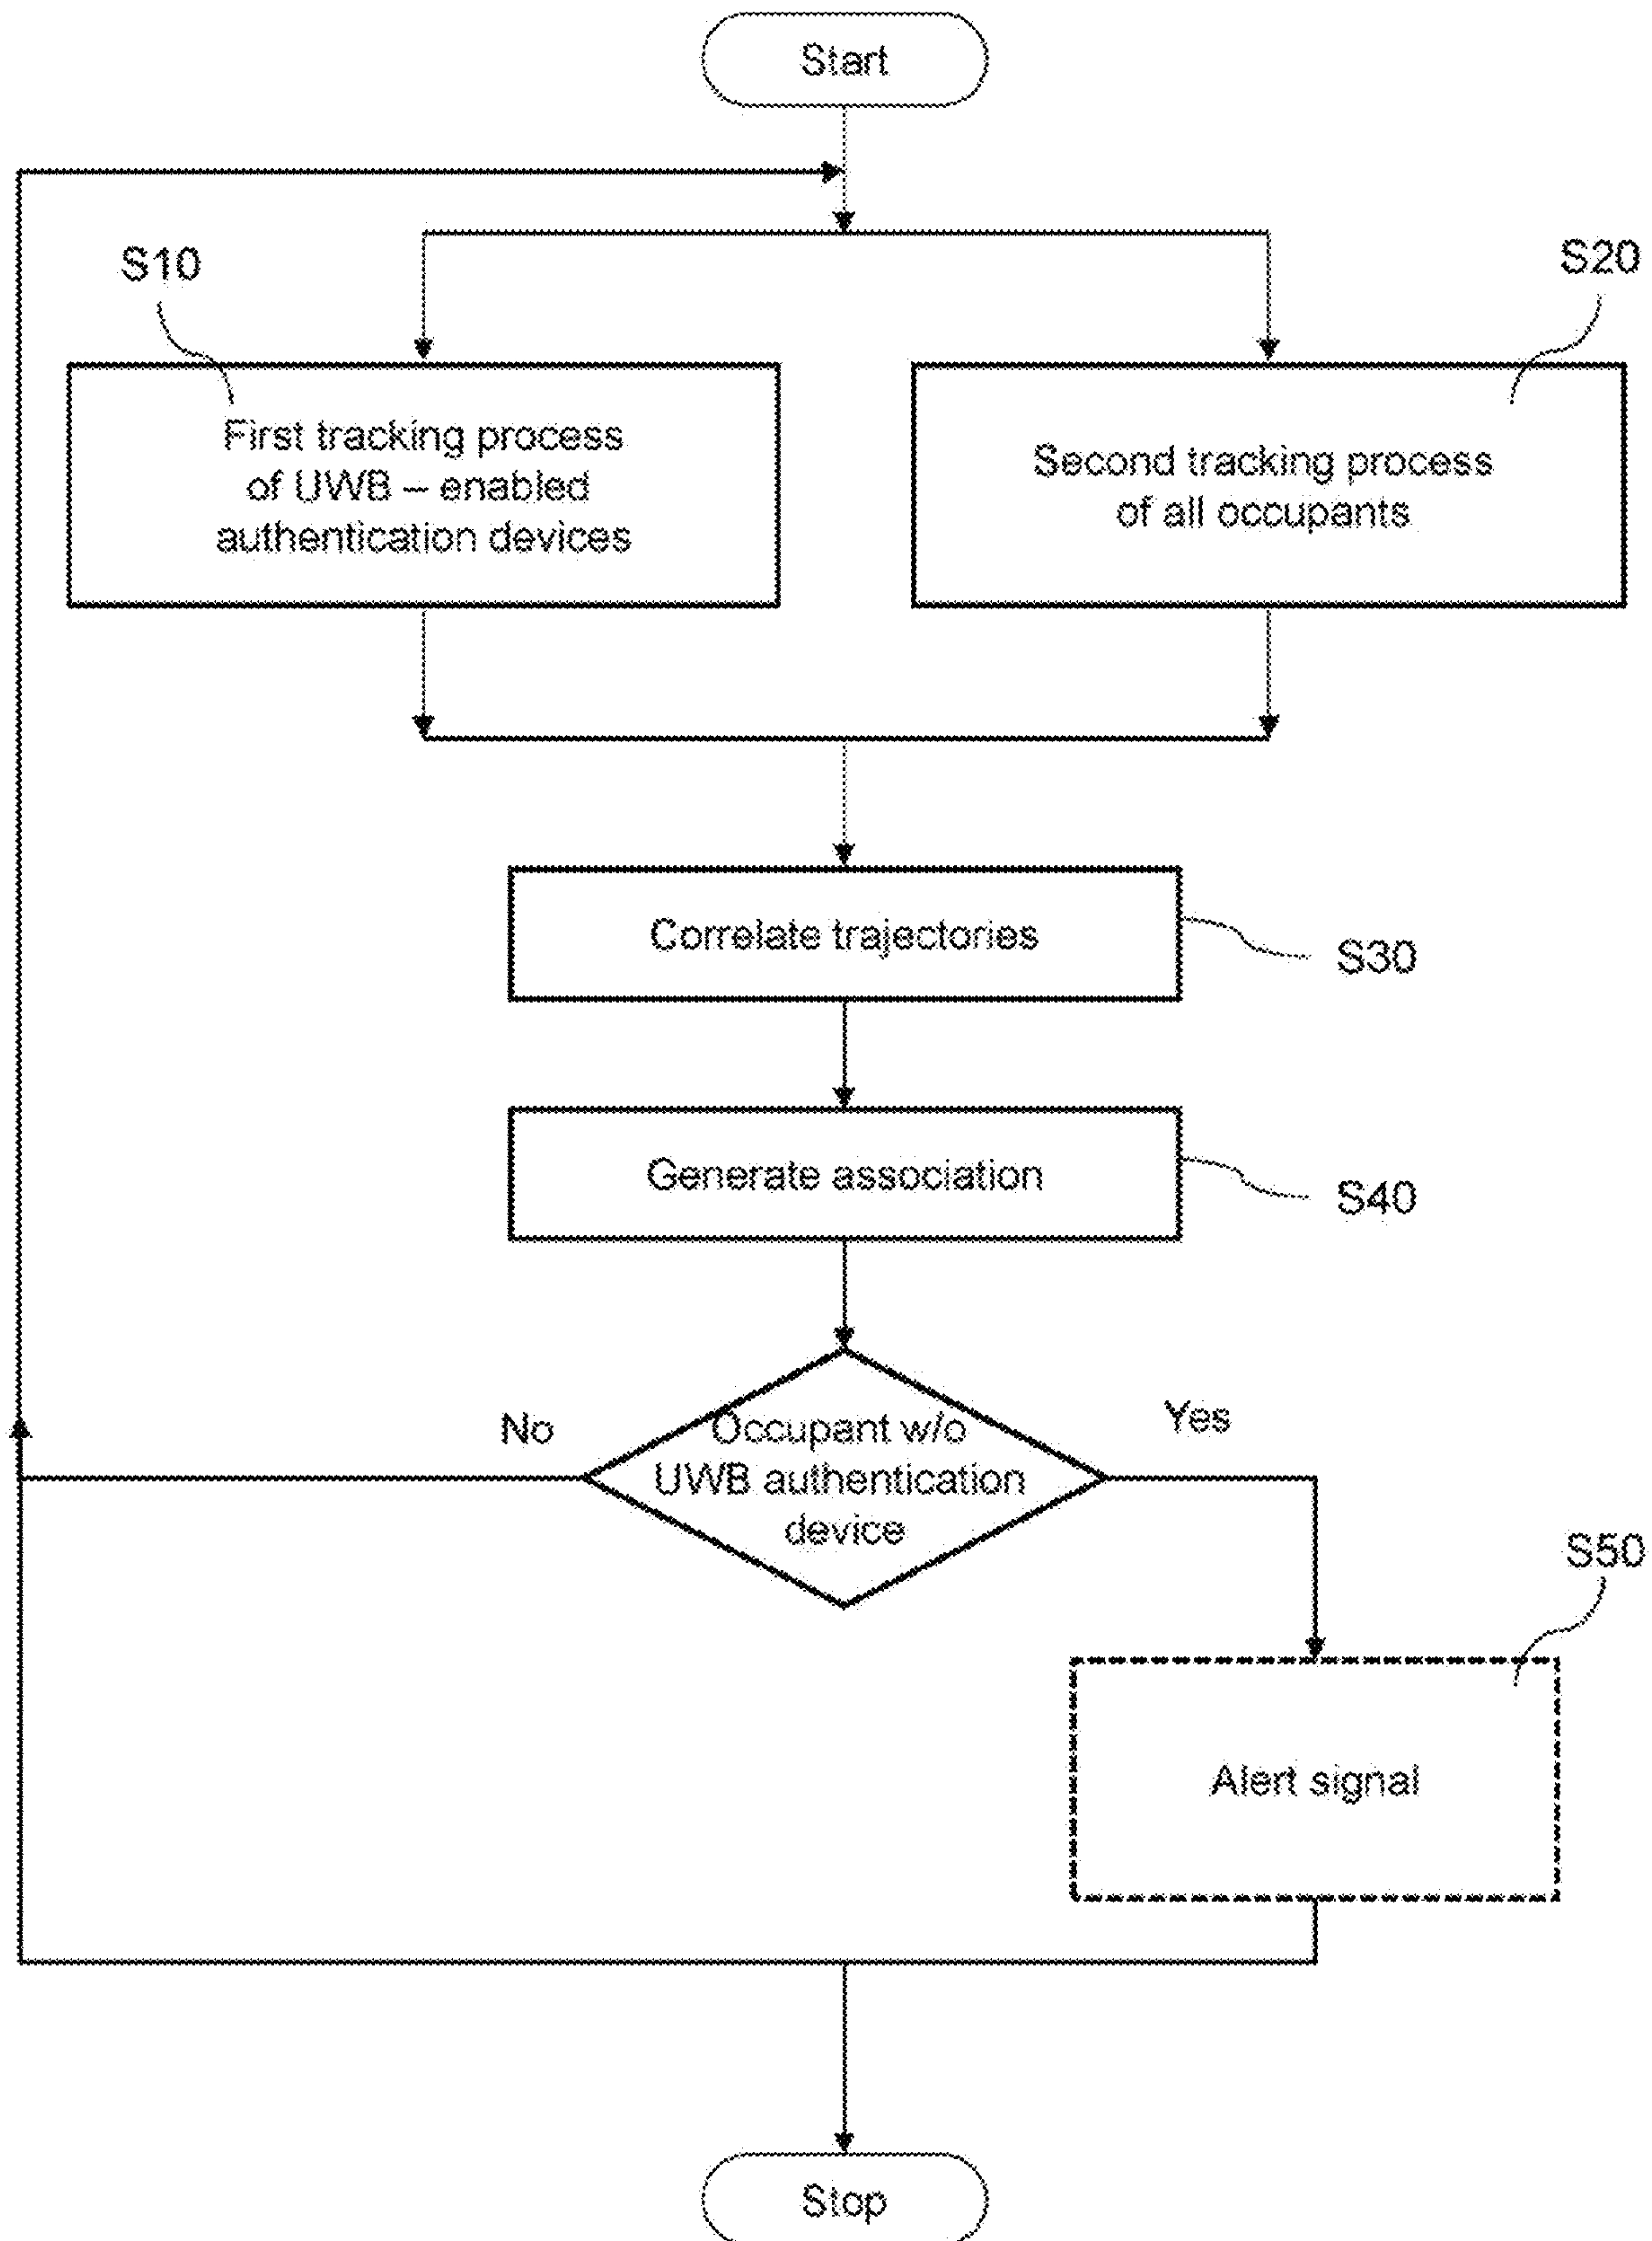 Start
S10
S20
First tracking process
of UWB – enabled
authentication devices
Second tracking process
of all occupants
Correlate trajectories
S30
Generate association
S40
No
Yes
Occupant w/o
UWB authentication
device
S50
Alert signal
Stop